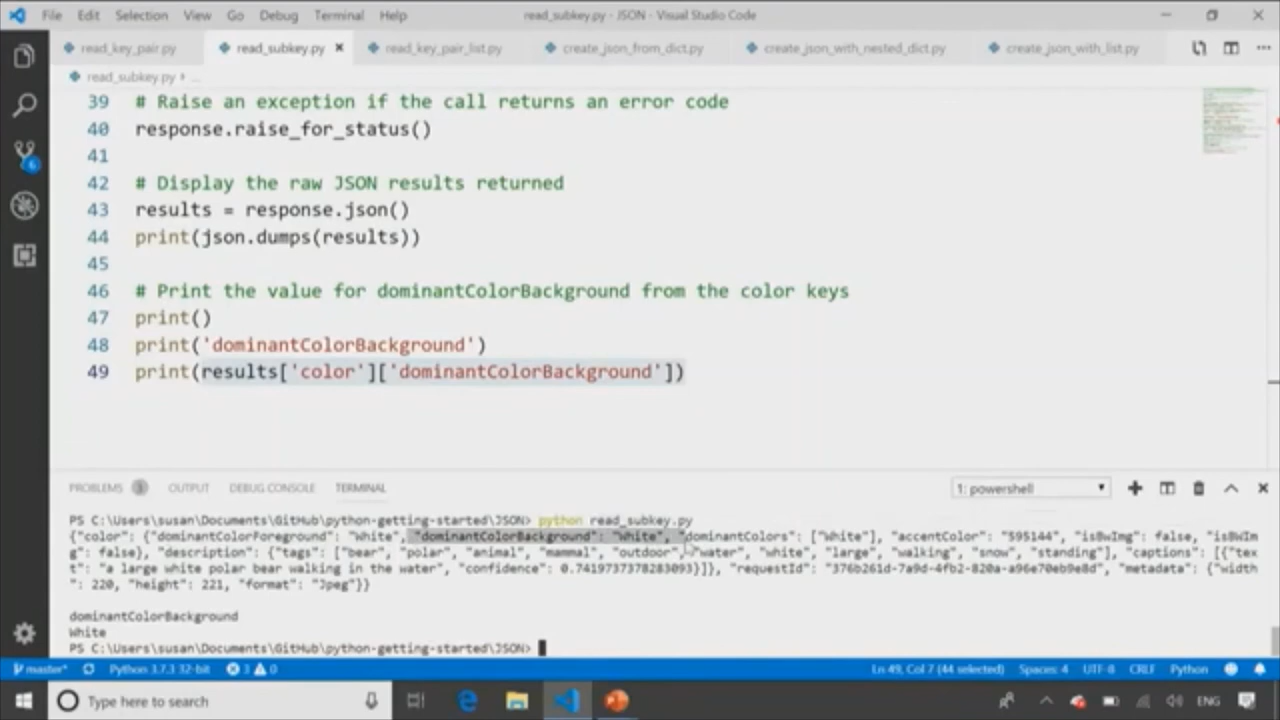 File Edit Selection View Go Debug Terminal Help read_subkey.py - JSON - Visual Studio Code
read_key_pair.py read_subkey.py read_key_pair_list.py create_json_from_dict.py create_json_with_nested_dict.py create_json_with_list.py
read_subkey.py ...
39 # Raise an exception if the call returns an error code
40 response.raise_for_status()
41
42 # Display the raw JSON results returned
43 results = response.json()
44 print(json.dumps(results))
45
46 # Print the value for dominantColorBackground from the color keys
47 print()
48 print('dominantColorBackground')
49 print(results['color']['dominantColorBackground'])
PROBLEMS 3 OUTPUT DEBUG CONSOLE TERMINAL 1: powershell
PS C:\Users\susan\Documents\GitHub\python-getting-started\JSON> python read_subkey.py
{"color": {"dominantColorForeground": "White", "dominantColorBackground": "White", "dominantColors": ["White"], "accentColor": "595144", "isBwImg": false, "isBWIm
g": false}, "description": {"tags": ["bear", "polar", "animal", "mammal", "outdoor", "water", "white", "large", "walking", "snow", "standing"], "captions": [{"tex
t": "a large white polar bear walking in the water", "confidence": 0.7419737378283093}]}, "requestId": "376b261d-7a9d-4fb2-820a-a96e70eb9e8d", "metadata": {"width
": 220, "height": 221, "format": "Jpeg"}}
dominantColorBackground
White
PS C:\Users\susan\Documents\GitHub\python-getting-started\JSON>
master* Python 3.7.3 32-bit 3 0 Ln 49, Col 7 (44 selected) Spaces: 4 UTF-8 CRLF Python
Type here to search ENG